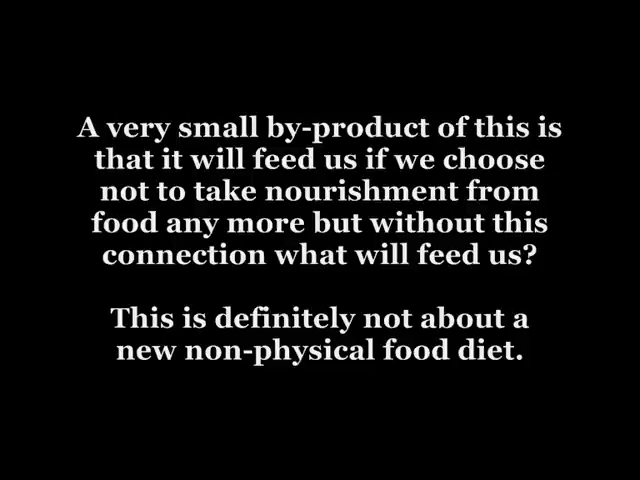 A very small by-product of this is
that it will feed us if we choose
not to take nourishment from
food any more but without this
connection what will feed us?
This is definitely not about a
new non-physical food diet.